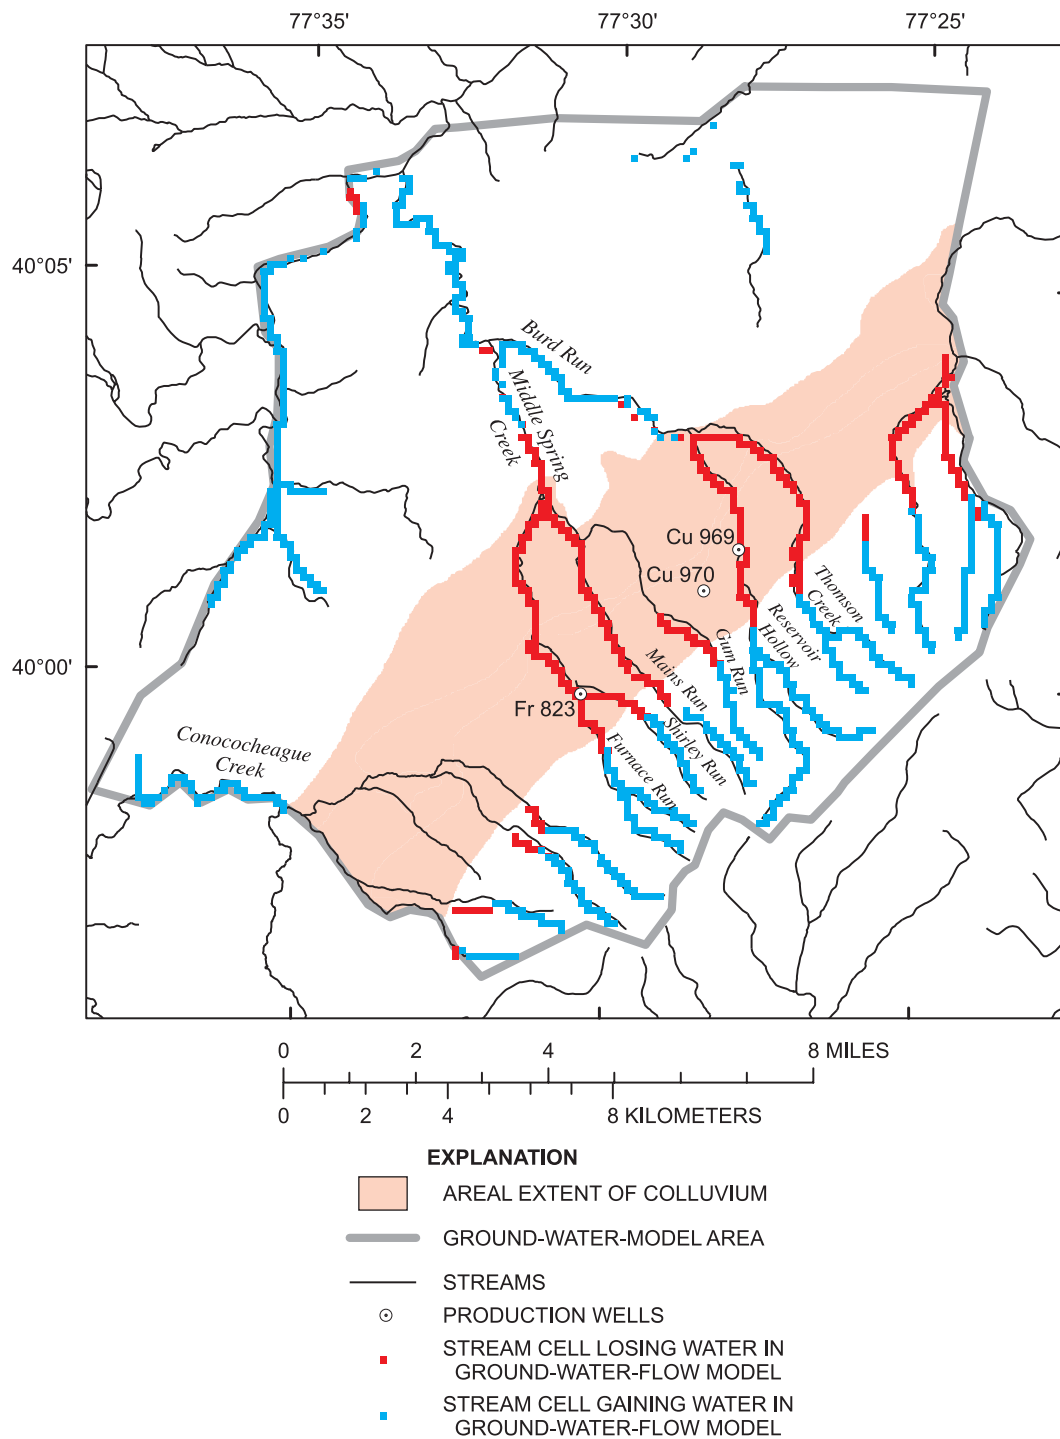 77°35'
77°30'
77°25'
40°05'
Burd Run
Middle Spring
Creek
Cu 969
Cu 970
Thomson
Creek
Reservoir
Hollow
Gum Run
40°00'
Mains Run
Fr 823
Shirley Run
Furnace Run
Conococheague
Creek
0 2 4 8 MILES
0 2 4 8 KILOMETERS
EXPLANATION
AREAL EXTENT OF COLLUVIUM
GROUND-WATER-MODEL AREA
STREAMS
PRODUCTION WELLS
STREAM CELL LOSING WATER IN
GROUND-WATER-FLOW MODEL
STREAM CELL GAINING WATER IN
GROUND-WATER-FLOW MODEL